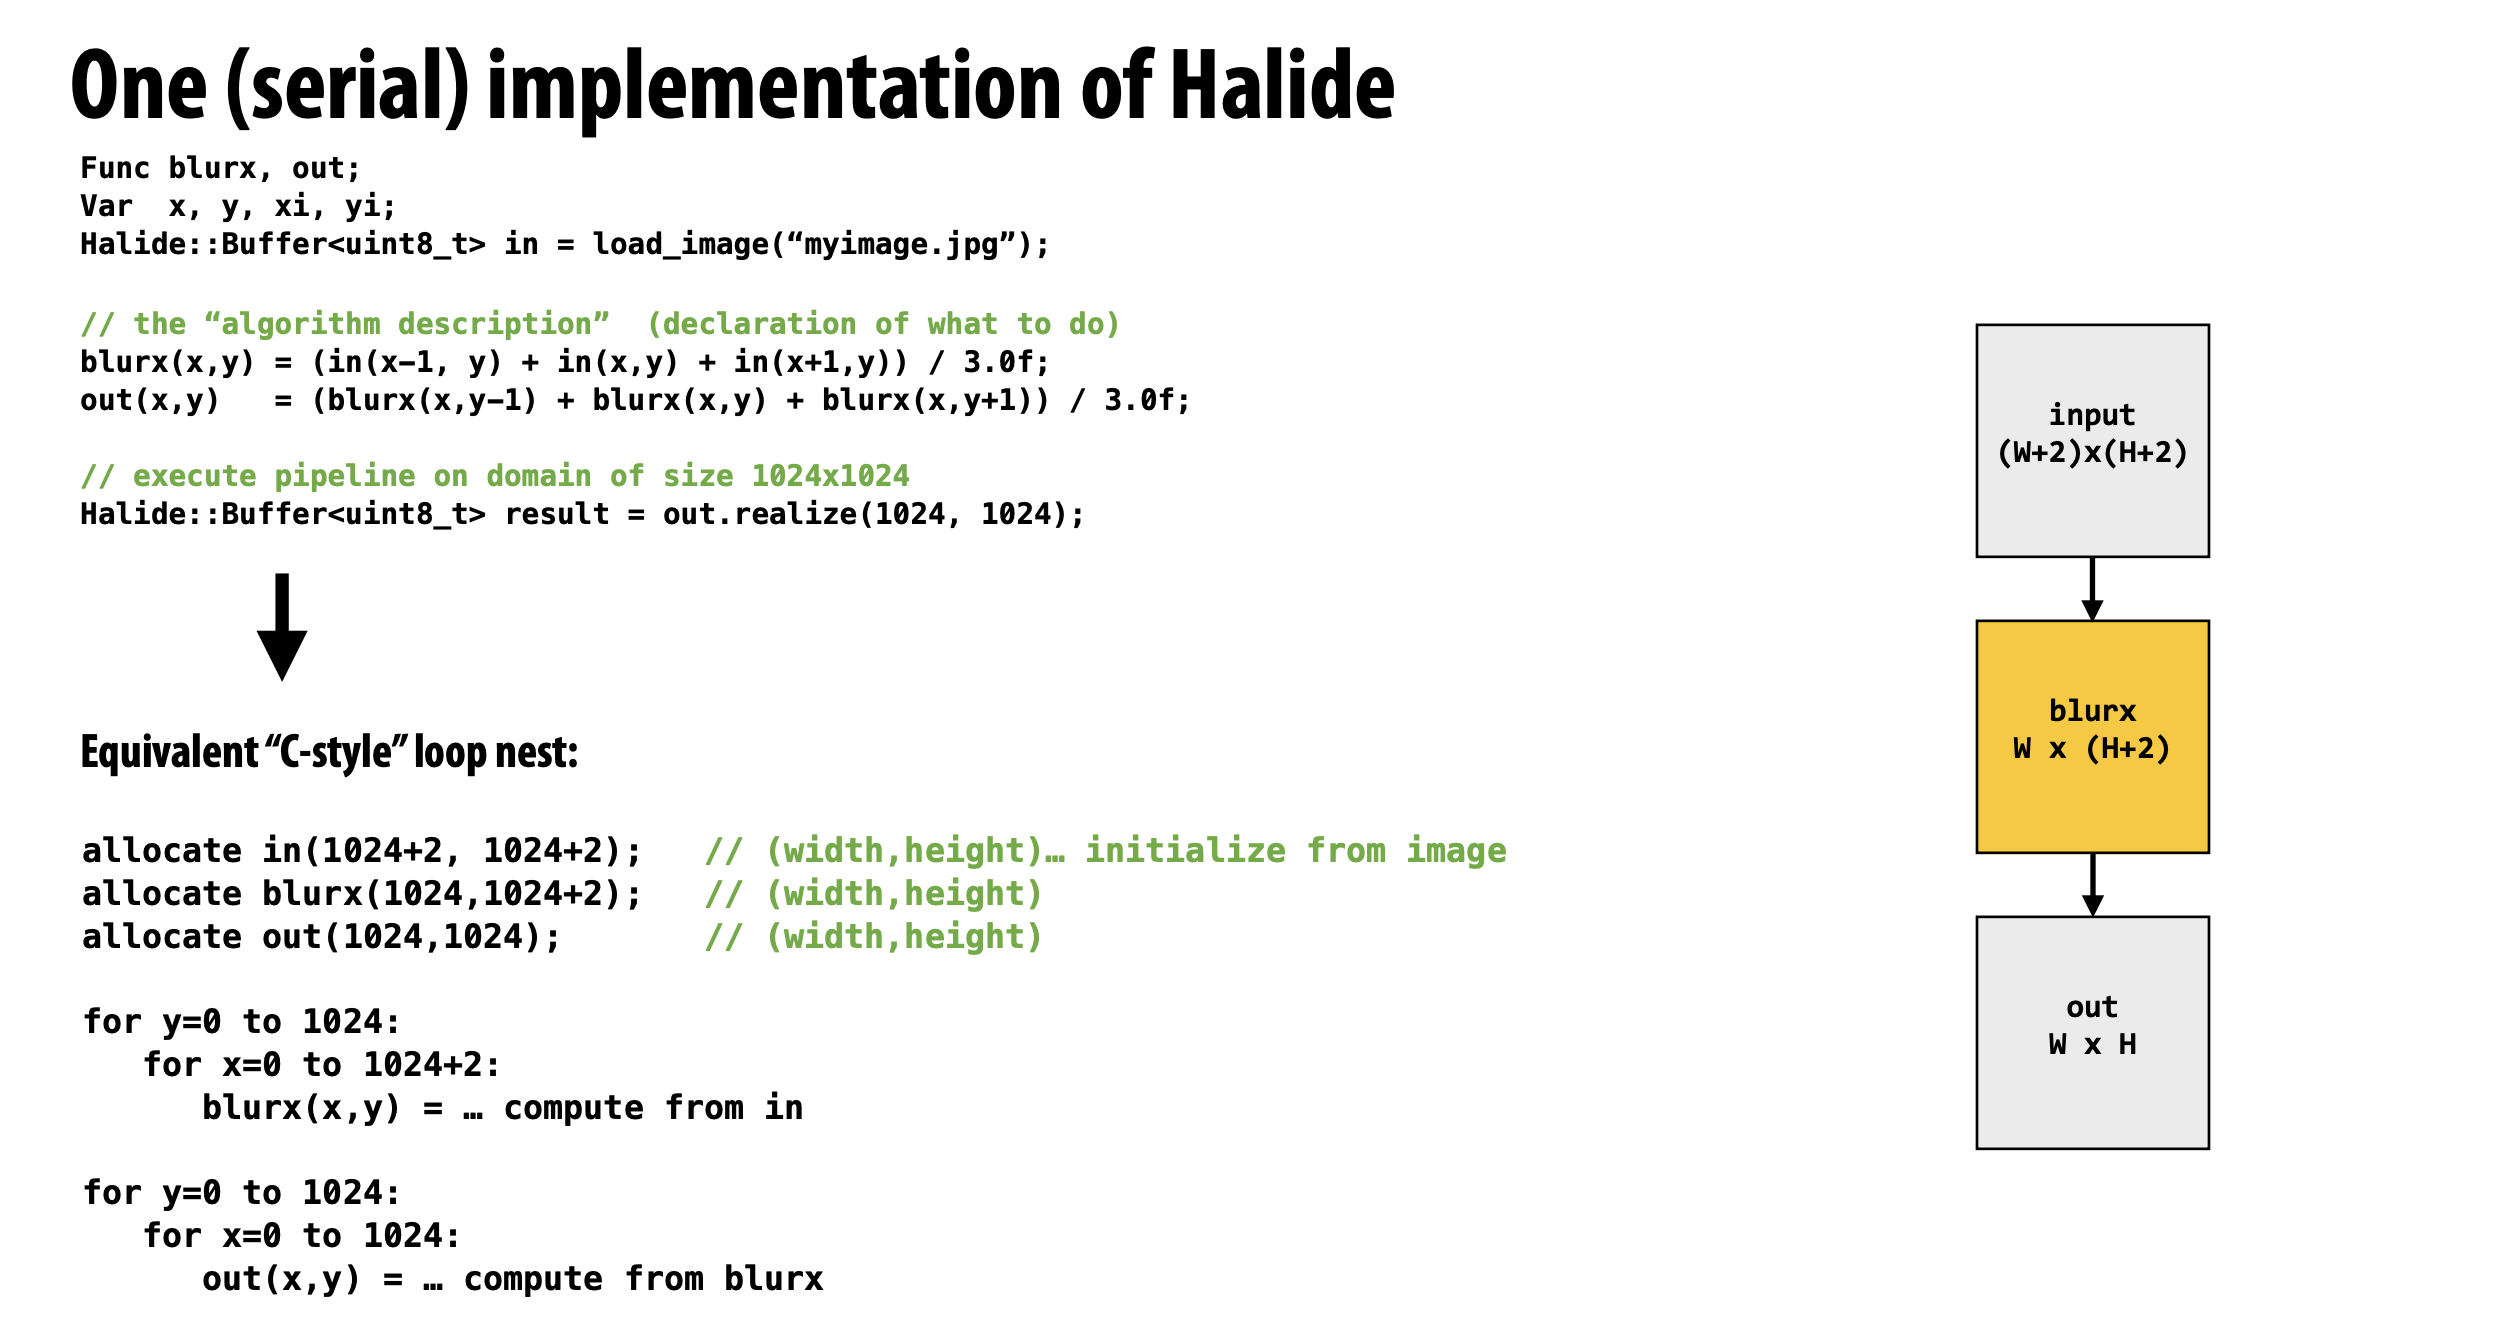 One (serial) implementation of Halide
Func blurx, out;
Var  x, y, xi, yi;
Halide::Buffer<uint8_t> in = load_image(“myimage.jpg”);
// the “algorithm description”  (declaration of what to do)
blurx(x,y) = (in(x−1, y) + in(x,y) + in(x+1,y)) / 3.0f;
out(x,y)   = (blurx(x,y−1) + blurx(x,y) + blurx(x,y+1)) / 3.0f;
// execute pipeline on domain of size 1024x1024
Halide::Buffer<uint8_t> result = out.realize(1024, 1024);
Equivalent “C-style” loop nest:
allocate in(1024+2, 1024+2);   // (width,height)… initialize from image
allocate blurx(1024,1024+2);   // (width,height)
allocate out(1024,1024);       // (width,height)
for y=0 to 1024:
   for x=0 to 1024+2:
      blurx(x,y) = … compute from in
for y=0 to 1024:
   for x=0 to 1024:
      out(x,y) = … compute from blurx
input
(W+2)x(H+2)
blurx
W x (H+2)
out
W x H